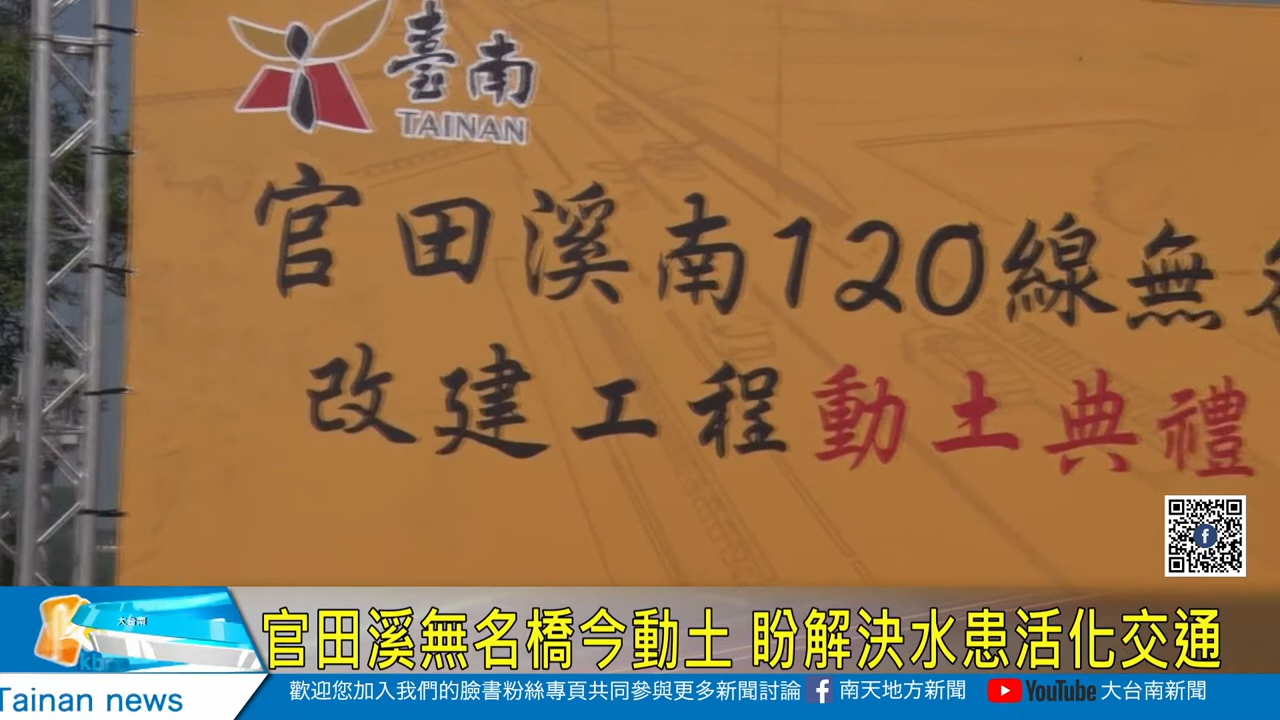 臺南
TAINAN
官田溪南120線無名
改建工程動土典禮
大台南
kbr
官田溪無名橋今動土 盼解決水患活化交通
Tainan news
歡迎您加入我們的臉書粉絲專頁共同參與更多新聞討論 南天地方新聞 YouTube 大台南新聞